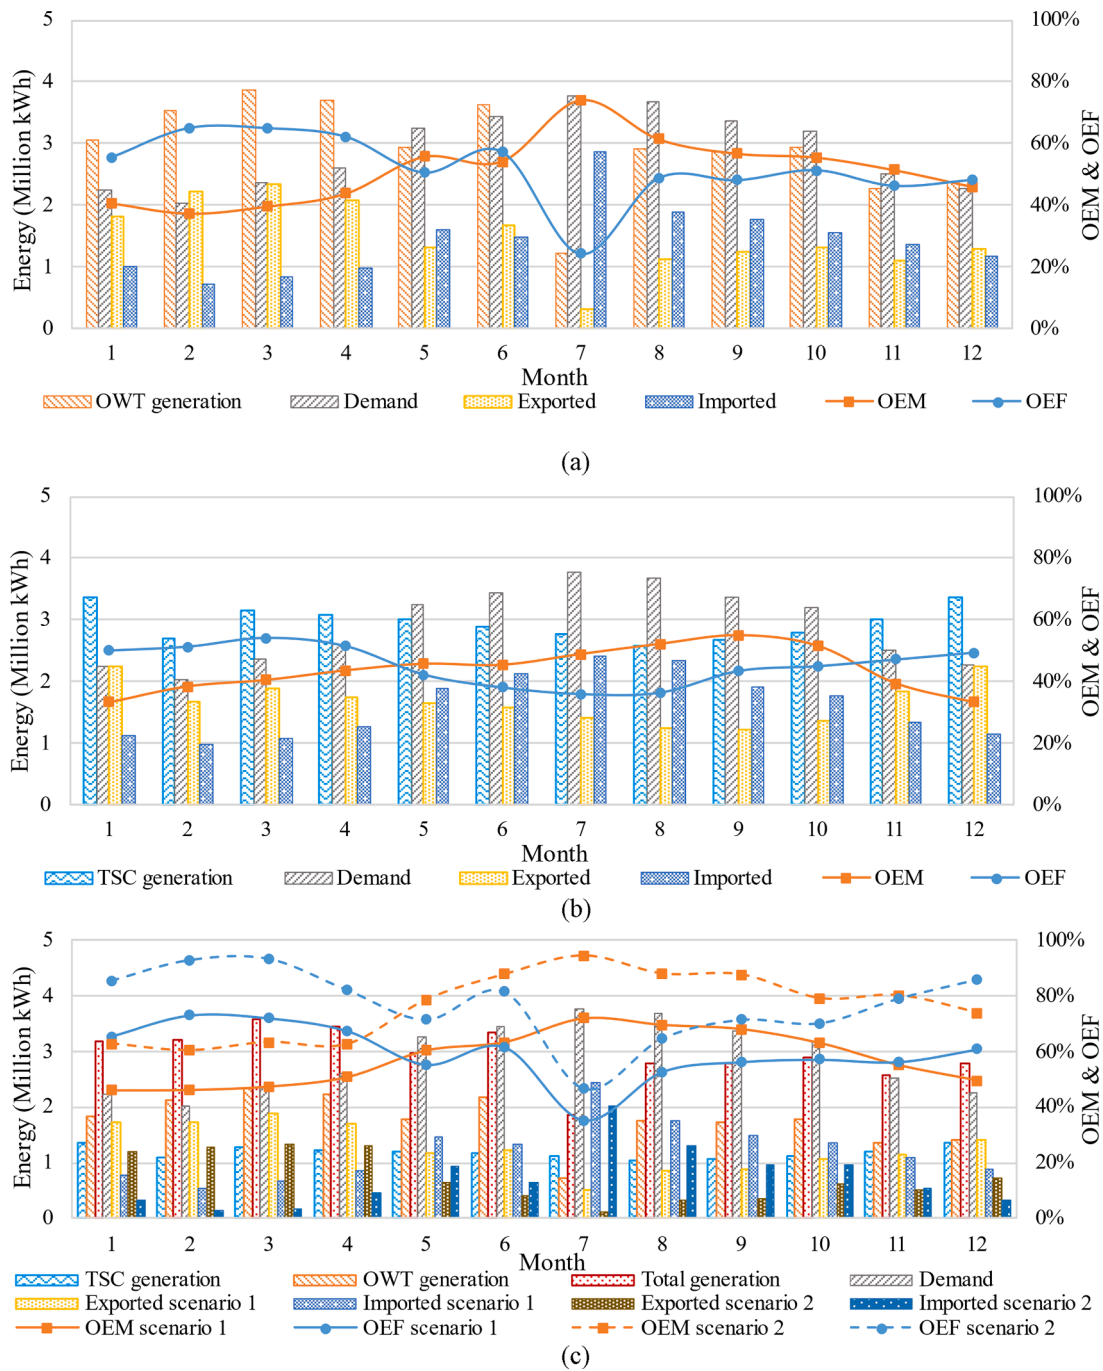 5
4
3
2
1
0
Energy (Million kWh)
100%
80%
60%
40%
20%
0%
OEM & OEF
1 2 3 4 5 6 7 8 9 10 11 12
Month
OWT generation Demand Exported Imported OEM OEF
(a)
5
4
3
2
1
0
Energy (Million kWh)
100%
80%
60%
40%
20%
0%
OEM & OEF
1 2 3 4 5 6 7 8 9 10 11 12
Month
TSC generation Demand Exported Imported OEM OEF
(b)
5
4
3
2
1
0
Energy (Million kWh)
100%
80%
60%
40%
20%
0%
OEM & OEF
1 2 3 4 5 6 7 8 9 10 11 12
Month
TSC generation OWT generation Total generation Demand
Exported scenario 1 Imported scenario 1 Exported scenario 2 Imported scenario 2
OEM scenario 1 OEF scenario 1 OEM scenario 2 OEF scenario 2
(c)